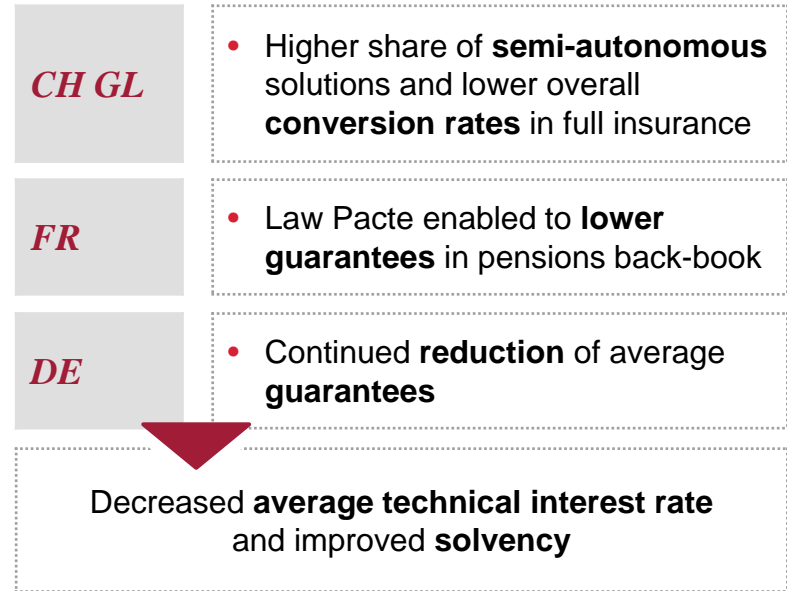 CH GL
• Higher share of semi-autonomous
solutions and lower overall
conversion rates in full insurance
FR
• Law Pacte enabled to lower
guarantees in pensions back-book
DE
• Continued reduction of average
guarantees
Decreased average technical interest rate
and improved solvency